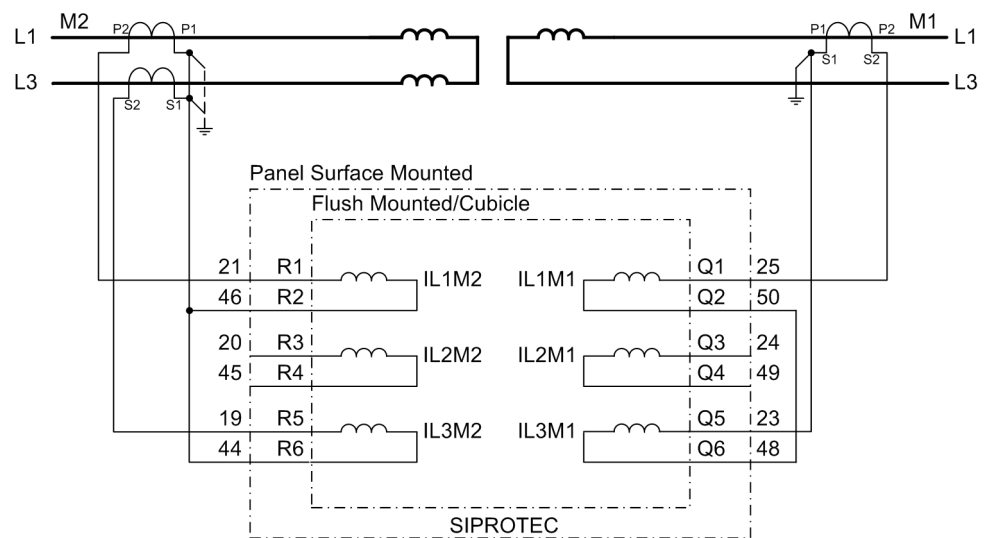 M2 M1
P2 P1 P1 P2
L1 L1
S1 S2
L3 L3
S2 S1
Panel Surface Mounted
Flush Mounted/Cubicle
21 R1 IL1M2 IL1M1 Q1 25
46 R2 Q2 50
20 R3 IL2M2 IL2M1 Q3 24
45 R4 Q4 49
19 R5 IL3M2 IL3M1 Q5 23
44 R6 Q6 48
SIPROTEC